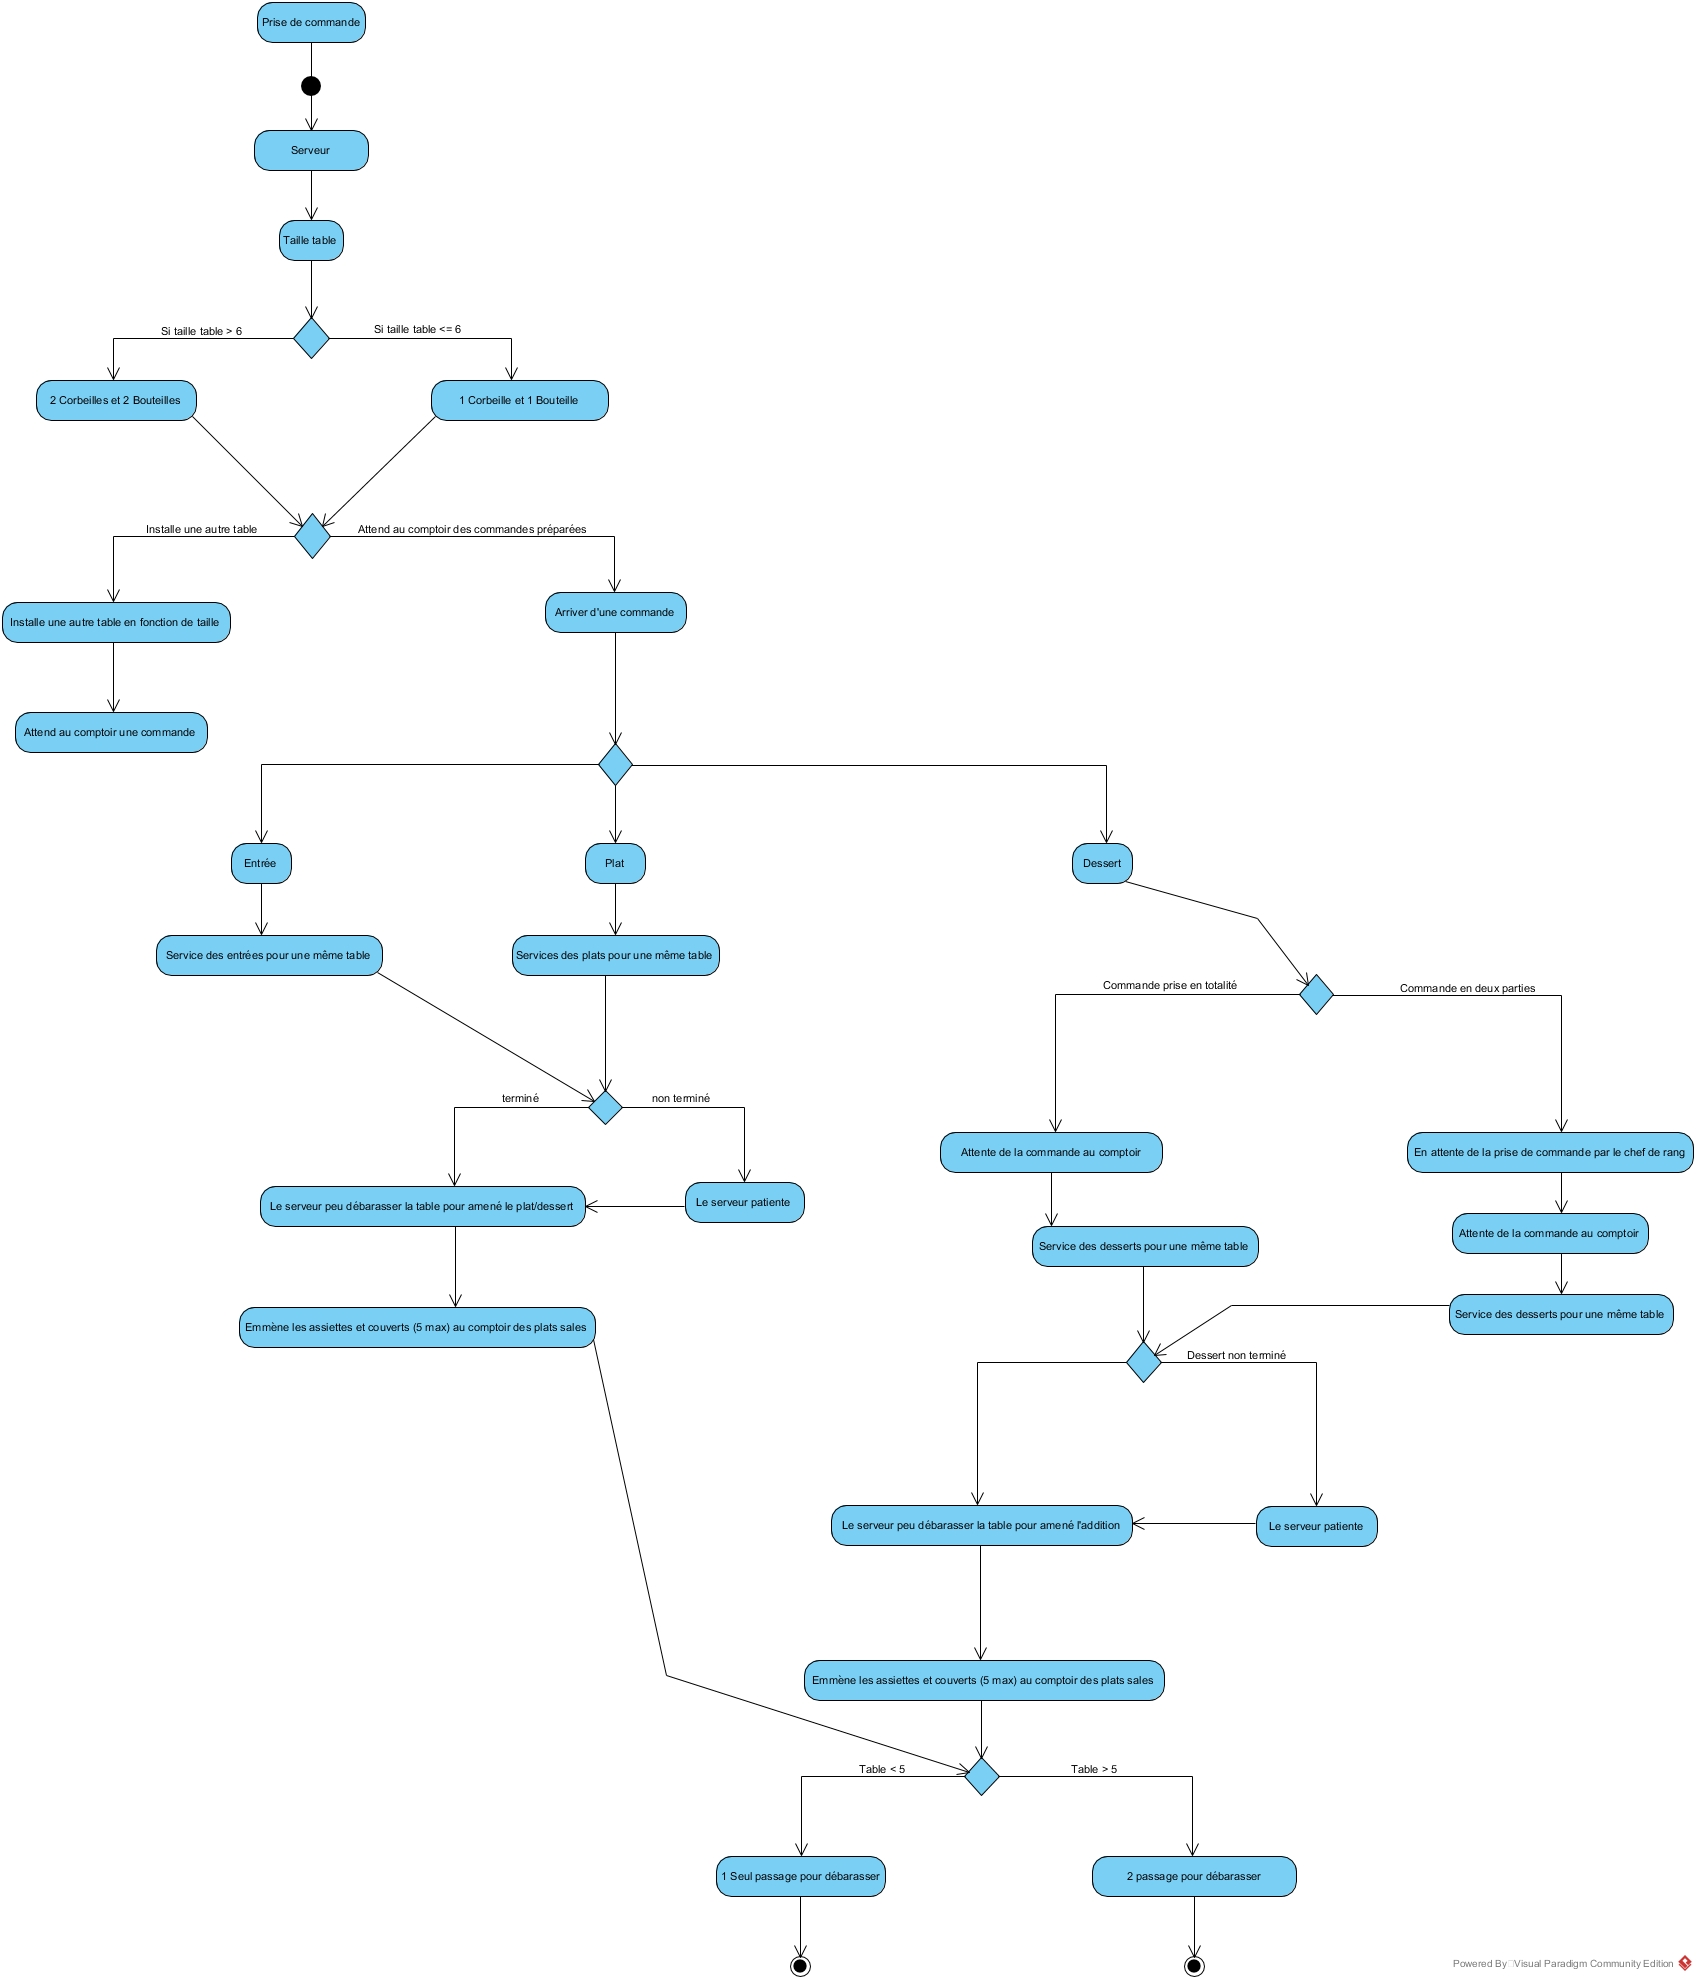 Prise de commande
Serveur
Taille table
Si taille table > 6
Si taille table <= 6
2 Corbeilles et 2 Bouteilles
1 Corbeille et 1 Bouteille
Installe une autre table
Attend au comptoir des commandes préparées
Installe une autre table en fonction de taille
Arriver d'une commande
Attend au comptoir une commande
Entrée
Plat
Dessert
Service des entrées pour une même table
Services des plats pour une même table
Commande prise en totalité
Commande en deux parties
terminé
non terminé
Attente de la commande au comptoir
En attente de la prise de commande par le chef de rang
Le serveur peu débarasser la table pour amené le plat/dessert
Le serveur patiente
Attente de la commande au comptoir
Service des desserts pour une même table
Service des desserts pour une même table
Emmène les assiettes et couverts (5 max) au comptoir des plats sales
Dessert non terminé
Le serveur peu débarasser la table pour amené l'addition
Le serveur patiente
Emmène les assiettes et couverts (5 max) au comptoir des plats sales
Table < 5
Table > 5
1 Seul passage pour débarasser
2 passage pour débarasser
Powered By Visual Paradigm Community Edition